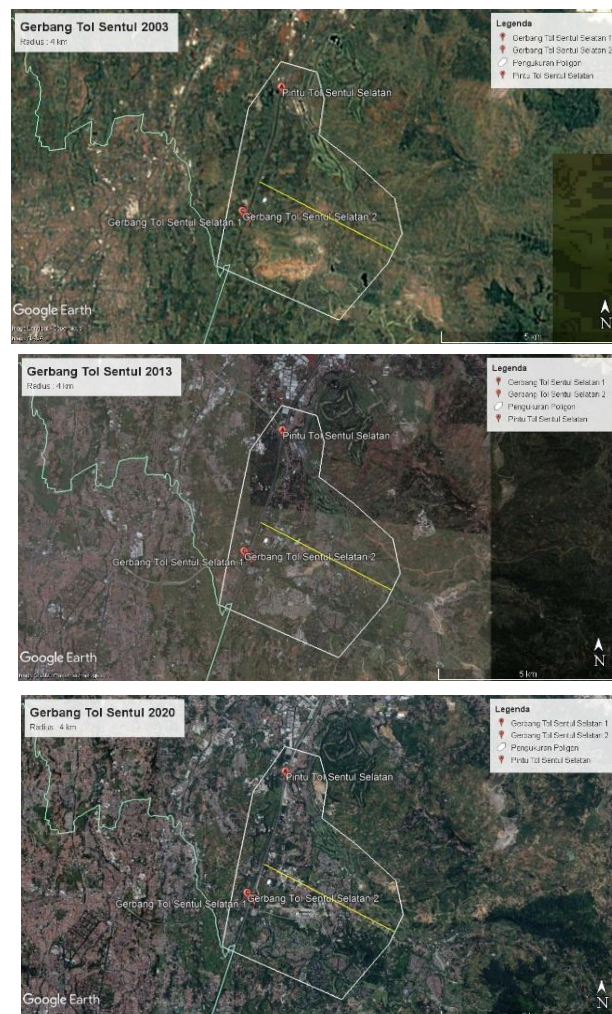 Gerbang Tol Sentul 2003
Radius : 4 km
Legenda
Gerbang Tol Sentul Selatan 1
Gerbang Tol Sentul Selatan 2
Pengukuran Poligon
Pintu Tol Sentul Selatan
Pintu Tol Sentul Selatan
Gerbang Tol Sentul Selatan 1
Gerbang Tol Sentul Selatan 2
Google Earth
N
5 km
Gerbang Tol Sentul 2013
Radius : 4 km
Legenda
Gerbang Tol Sentul Selatan 1
Gerbang Tol Sentul Selatan 2
Pengukuran Poligon
Pintu Tol Sentul Selatan
Pintu Tol Sentul Selatan
Gerbang Tol Sentul Selatan 1
Gerbang Tol Sentul Selatan 2
Google Earth
N
5 km
Gerbang Tol Sentul 2020
Radius : 4 km
Legenda
Gerbang Tol Sentul Selatan 1
Gerbang Tol Sentul Selatan 2
Pengukuran Poligon
Pintu Tol Sentul Selatan
Pintu Tol Sentul Selatan
Gerbang Tol Sentul Selatan 1
Gerbang Tol Sentul Selatan 2
Google Earth
N